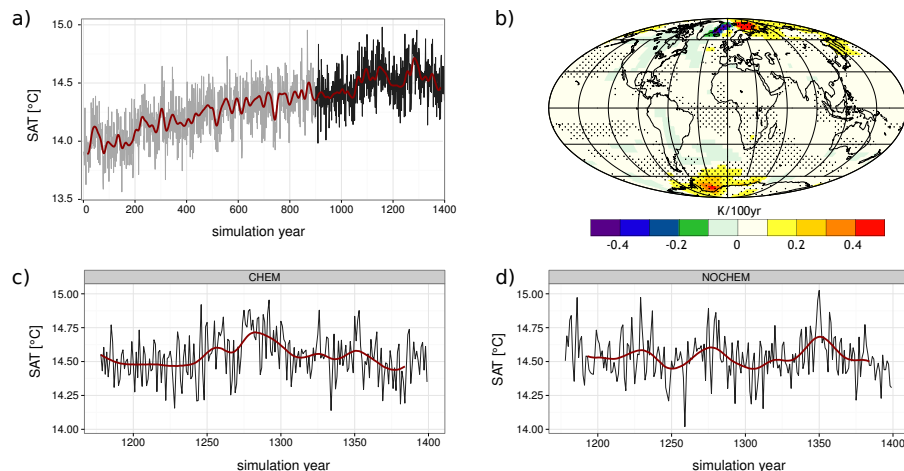 a)
SAT [°C]
15.0
14.5
14.0
13.5
0 200 400 600 800 1000 1200 1400
simulation year
b)
K/100yr
-0.4 -0.2 0 0.2 0.4
c)
CHEM
SAT [°C]
15.00
14.75
14.50
14.25
14.00
1200 1250 1300 1350 1400
simulation year
d)
NOCHEM
SAT [°C]
15.00
14.75
14.50
14.25
14.00
1200 1250 1300 1350 1400
simulation year